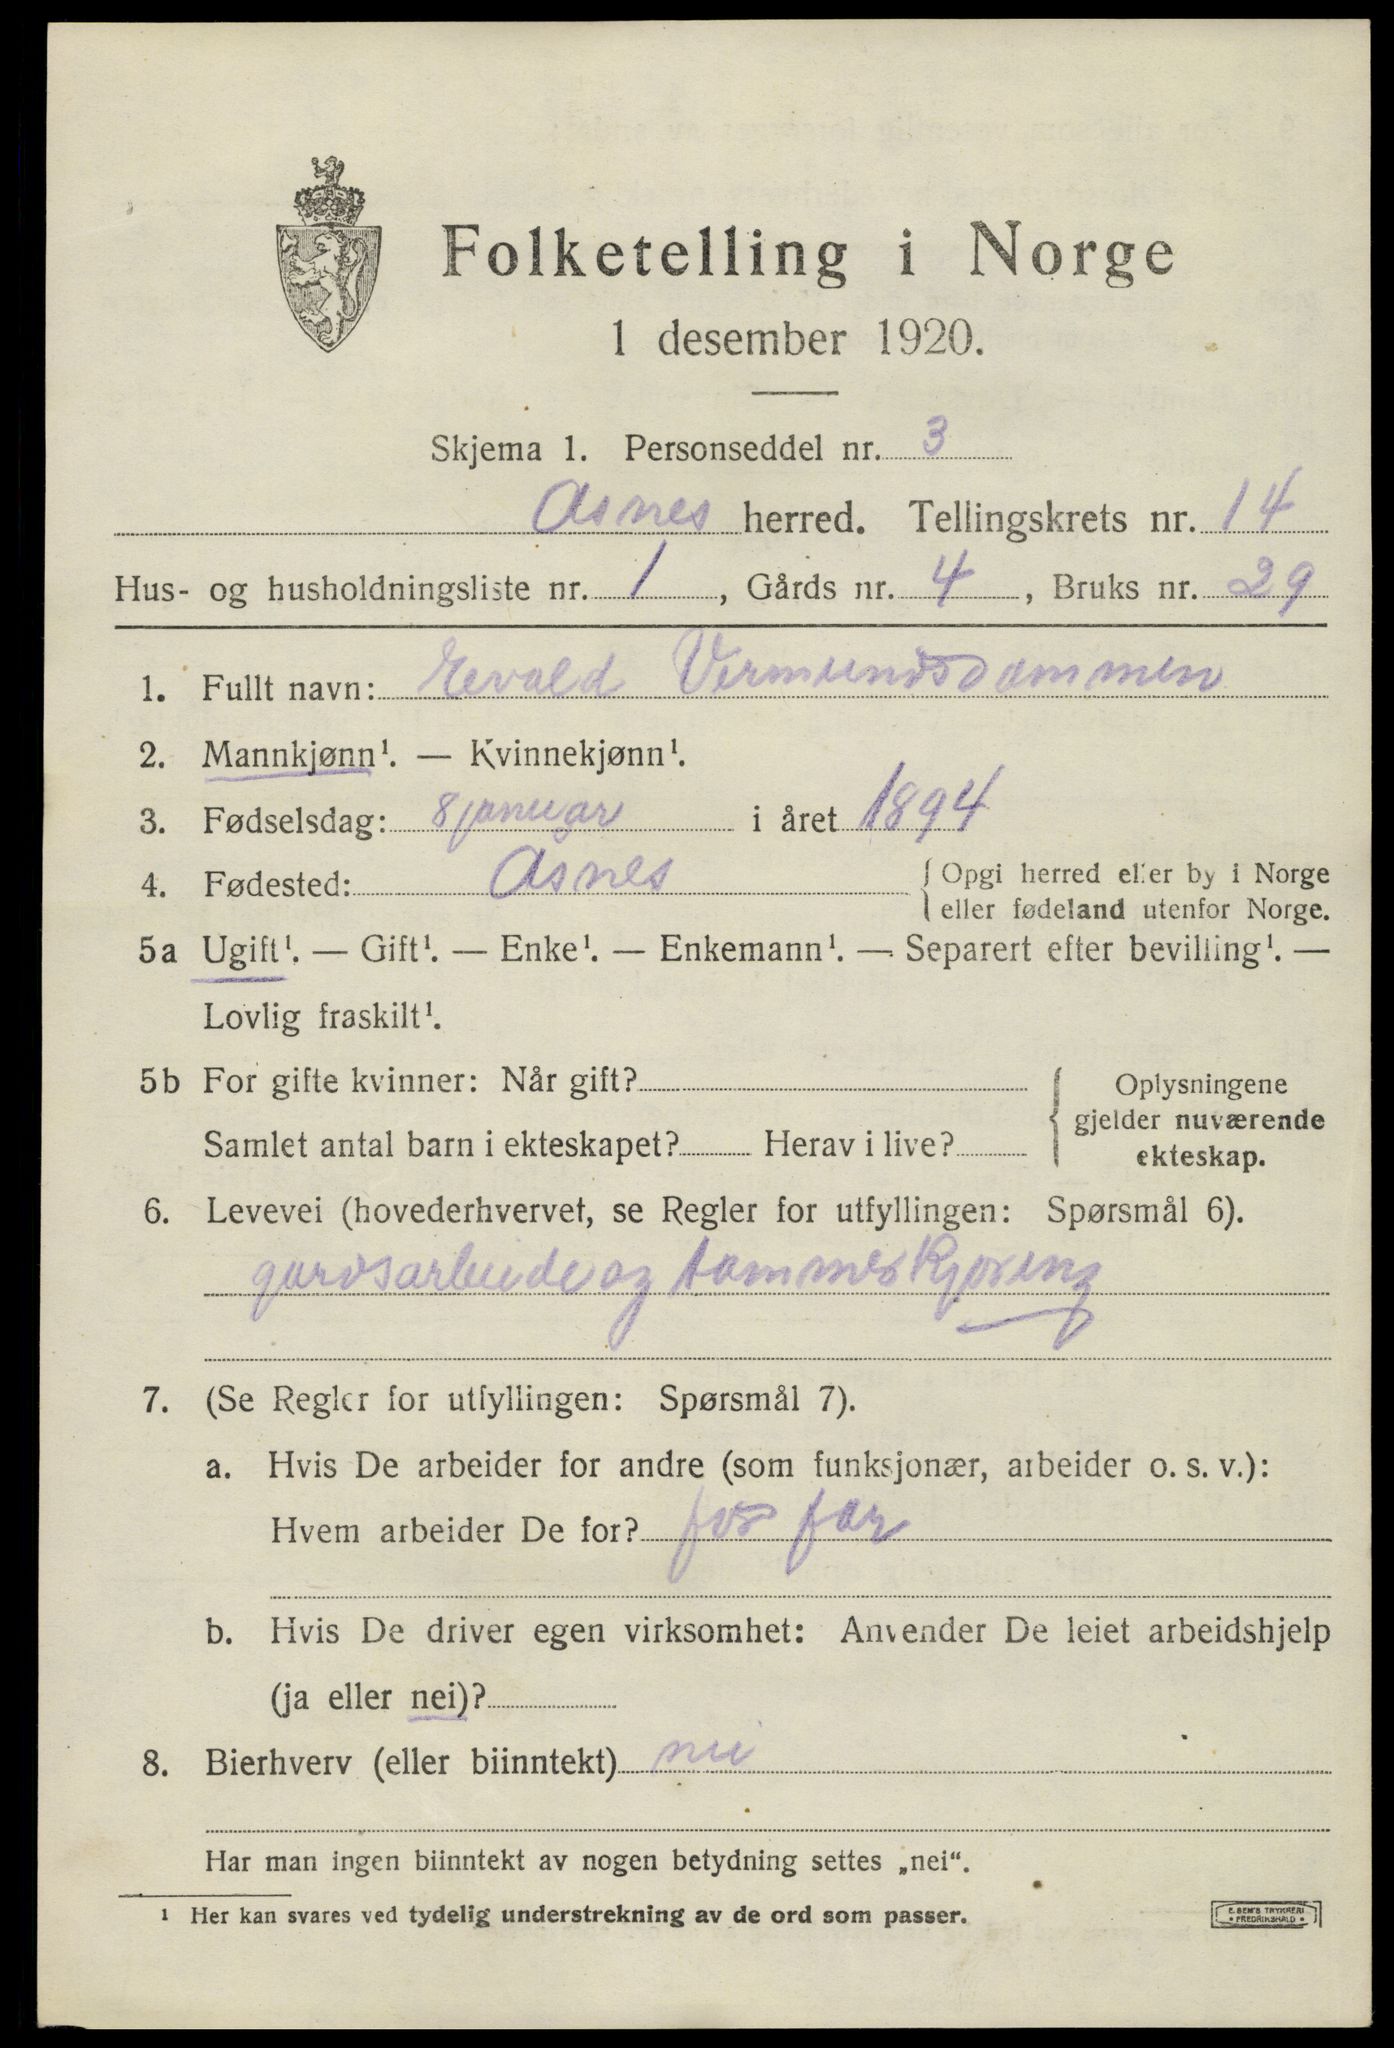 Folketelling i Norge
1 desember 1920.
Skjema 1. Personseddel nr. 3
Asnes herred. Tellingskrets nr. 14
Hus- og husholdningsliste nr. 1, Gårds nr. 4, Bruks nr. 29
1. Fullt navn: Evald Vermundsdammen
2. Mannkjønn¹. — Kvinnekjønn¹.
3. Fødselsdag: 8 januar i året 1894
4. Fødested: Asnes { Opgi herred eller by i Norge
eller fødeland utenfor Norge.
5a Ugift¹. — Gift¹. — Enke¹. — Enkemann¹. — Separert efter bevilling¹. —
Lovlig fraskilt¹.
5b For gifte kvinner: Når gift?
Samlet antal barn i ekteskapet? Herav i live?
{ Oplysningene
gjelder nuværende
ekteskap.
6. Levevei (hovederhvervet, se Regler for utfyllingen: Spørsmål 6).
gardsarbeide og tømmerkjøring
7. (Se Regler for utfyllingen: Spørsmål 7).
a. Hvis De arbeider for andre (som funksjonær, arbeider o. s. v.):
Hvem arbeider De for? for far
b. Hvis De driver egen virksomhet: Anvender De leiet arbeidshjelp
(ja eller nei)?
8. Bierhverv (eller biinntekt) nei
Har man ingen biinntekt av nogen betydning settes „nei“.
¹ Her kan svares ved tydelig understrekning av de ord som passer.
E. SEM'S TRYKKERI
• FREDRIKSHALD •